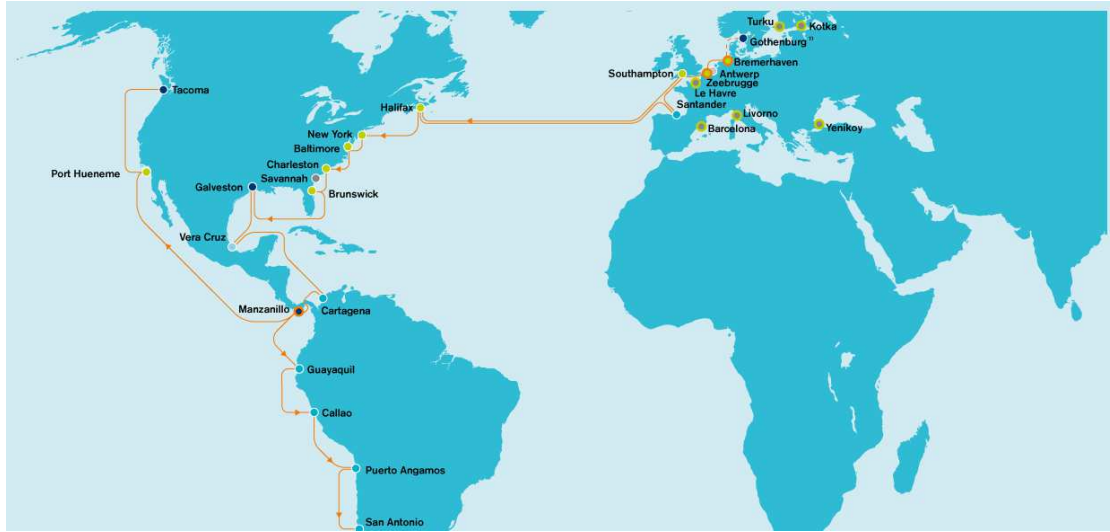 Turku
Kotka
Gothenburg ¹⁾
Bremerhaven
Southampton
Antwerp
Zeebrugge
Le Havre
Tacoma
Santander
Halifax
Livorno
Yenikoy
Barcelona
New York
Baltimore
Charleston
Port Hueneme
Savannah
Galveston
Brunswick
Vera Cruz
Manzanillo
Cartagena
Guayaquil
Callao
Puerto Angamos
San Antonio